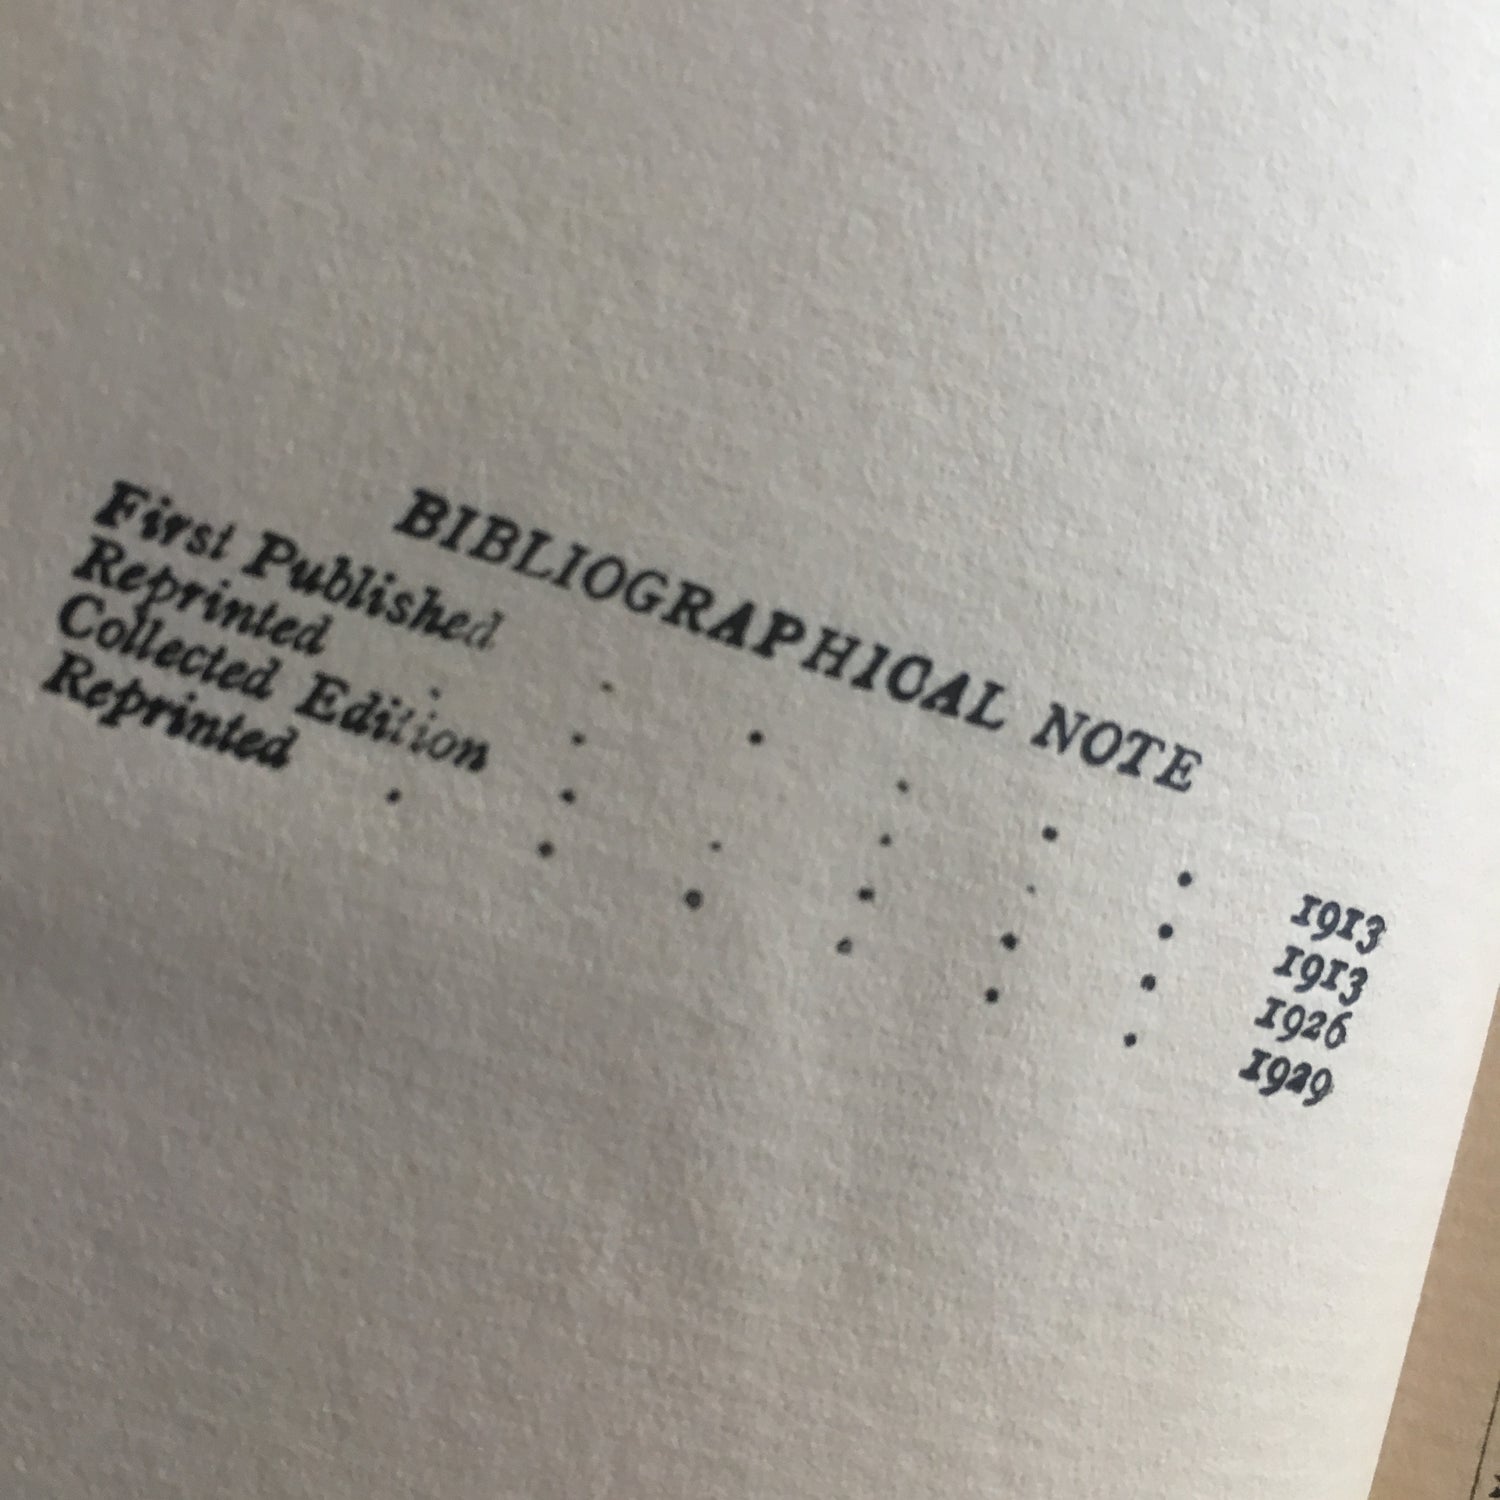 BIBLIOGRAPHICAL NOTE
First Published . . . . . 1913
Reprinted . . . . . . 1913
Collected Edition . . . . . 1926
Reprinted . . . . . . 1929